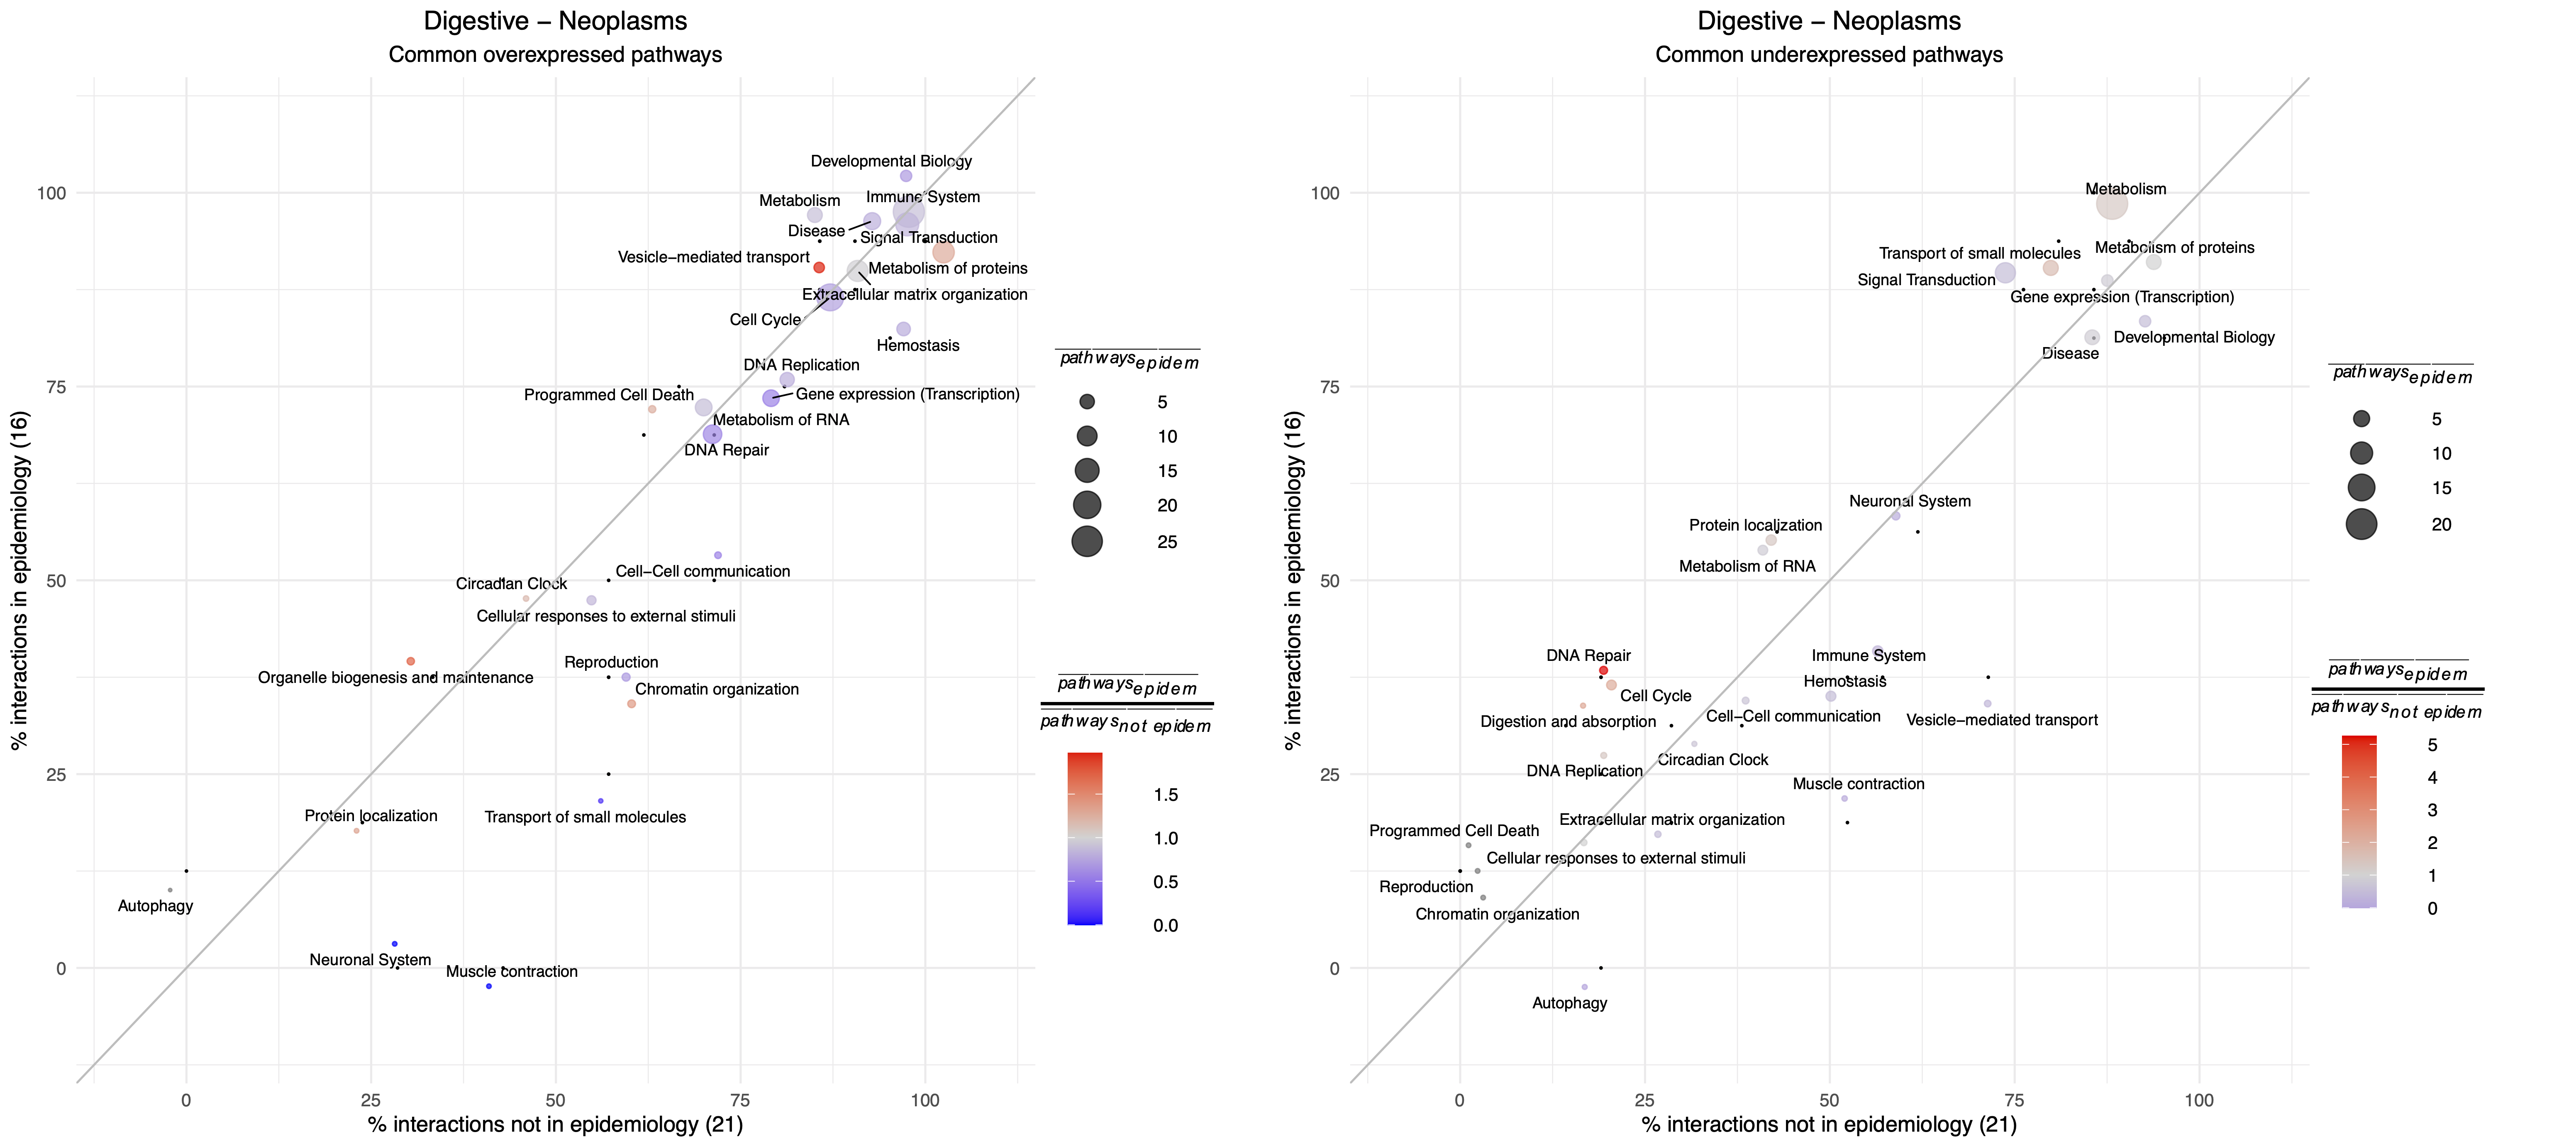 Digestive – Neoplasms
Common overexpressed pathways
% interactions in epidemiology (16)
100
75
50
25
0
Developmental Biology
Metabolism
Immune System
Disease
Signal Transduction
Vesicle–mediated transport
Metabolism of proteins
Extracellular matrix organization
Cell Cycle
Hemostasis
DNA Replication
Programmed Cell Death
Gene expression (Transcription)
Metabolism of RNA
DNA Repair
Cell–Cell communication
Circadian Clock
Cellular responses to external stimuli
Reproduction
Organelle biogenesis and maintenance
Chromatin organization
Protein localization
Transport of small molecules
Autophagy
Neuronal System
Muscle contraction
0
25
50
75
100
% interactions not in epidemiology (21)
pathways epidem
5
10
15
20
25
pathways epidem
pathways not epidem
1.5
1.0
0.5
0.0
Digestive – Neoplasms
Common underexpressed pathways
% interactions in epidemiology (16)
100
75
50
25
0
Metabolism
Metabolism of proteins
Transport of small molecules
Signal Transduction
Gene expression (Transcription)
Developmental Biology
Disease
Neuronal System
Protein localization
Metabolism of RNA
DNA Repair
Immune System
Hemostasis
Cell Cycle
Cell–Cell communication
Vesicle–mediated transport
Digestion and absorption
Circadian Clock
DNA Replication
Muscle contraction
Extracellular matrix organization
Programmed Cell Death
Cellular responses to external stimuli
Reproduction
Chromatin organization
Autophagy
0
25
50
75
100
% interactions not in epidemiology (21)
pathways epidem
5
10
15
20
pathways epidem
pathways not epidem
5
4
3
2
1
0